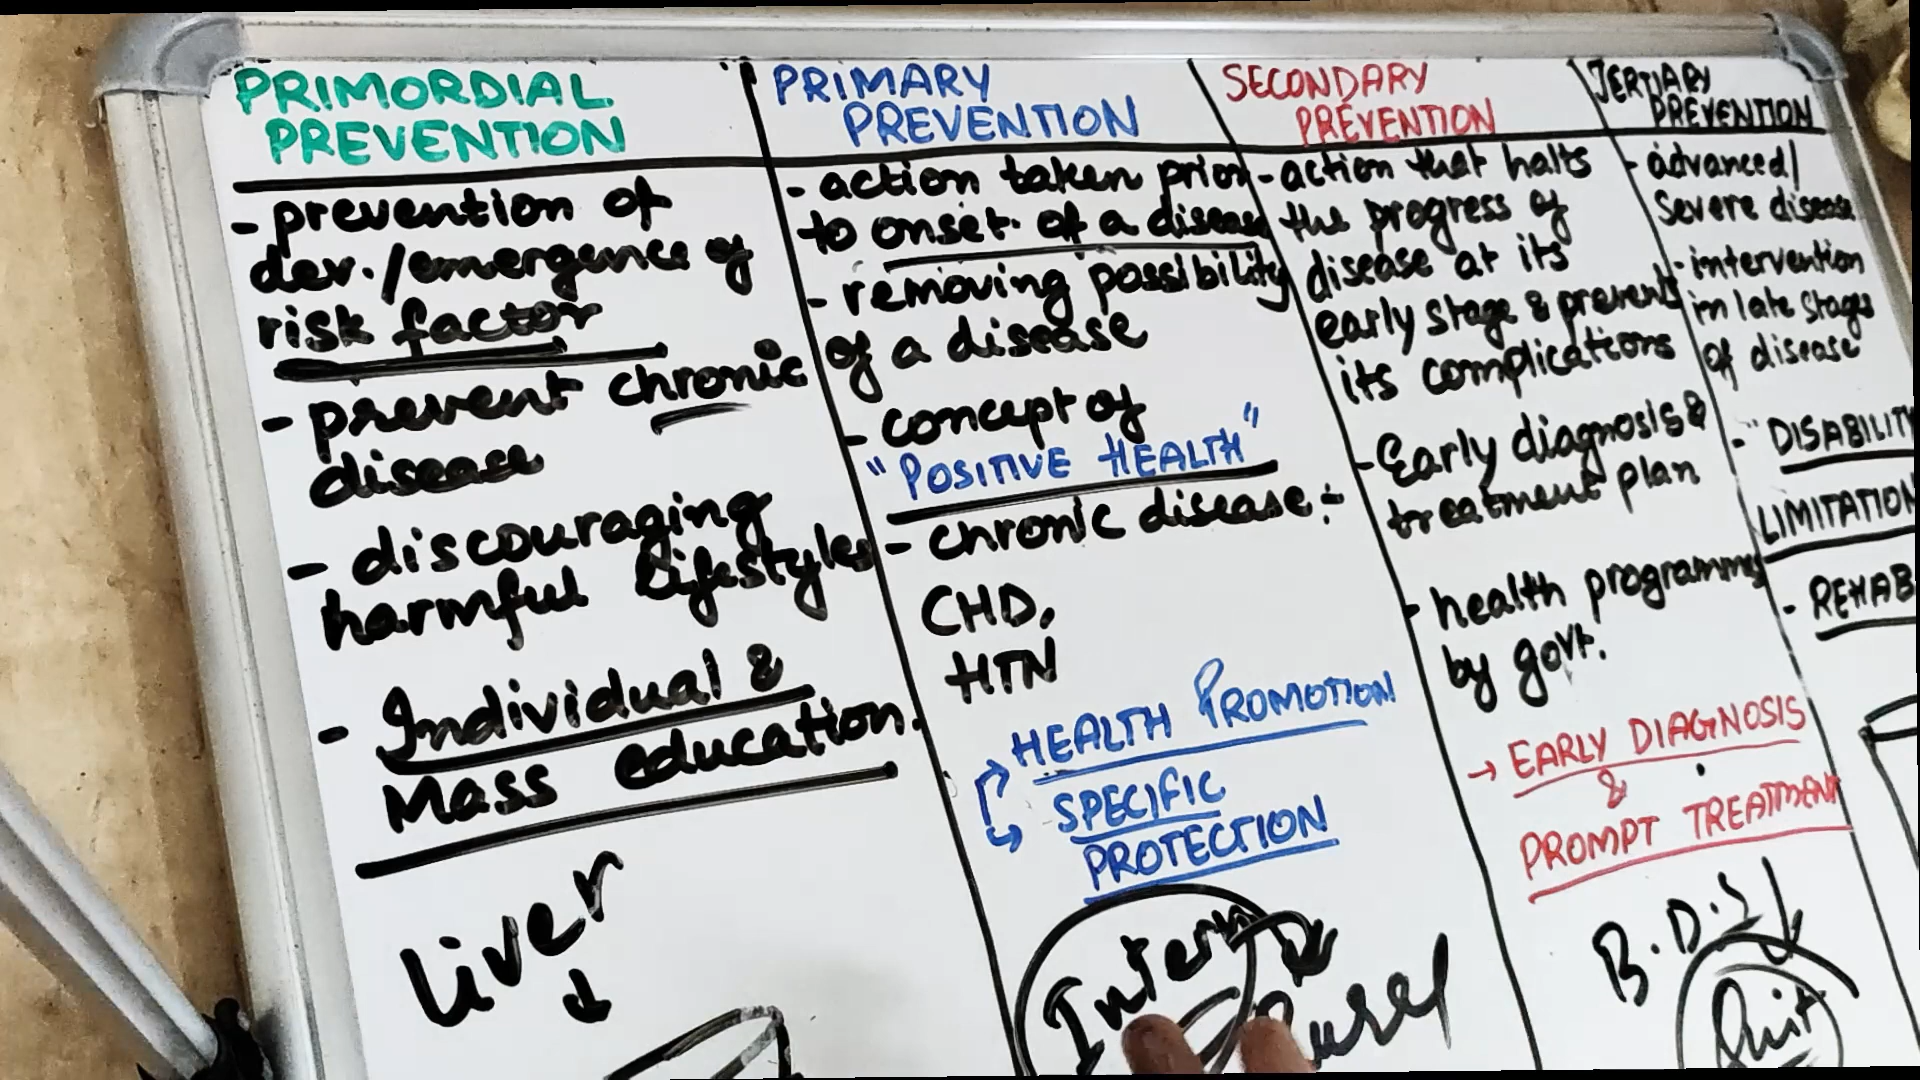 PRIMORDIAL
PREVENTION
- prevention of
dev./emergence of
risk factor
- prevent chronic
disease
- discouraging
harmful lifestyles
- Individual &
Mass education.
Liver
PRIMARY
PREVENTION
- action taken prior
to onset of a disease
- removing possibility
of a disease
- concept of
"POSITIVE HEALTH"
- chronic disease :-
CHD,
HTN
HEALTH PROMOTION
SPECIFIC
PROTECTION
Intern
SECONDARY
PREVENTION
- action that halts
the progress of
disease at its
early stage & prevent
its complications
- Early diagnosis &
treatment plan
- health programmes
by govt.
→ EARLY DIAGNOSIS
&
PROMPT TREATMENT
B.D.S
Quit
TERTIARY
PREVENTION
- advanced/
severe disease
- intervention
in late stages
of disease
- "DISABILITY
LIMITATION
- REHAB